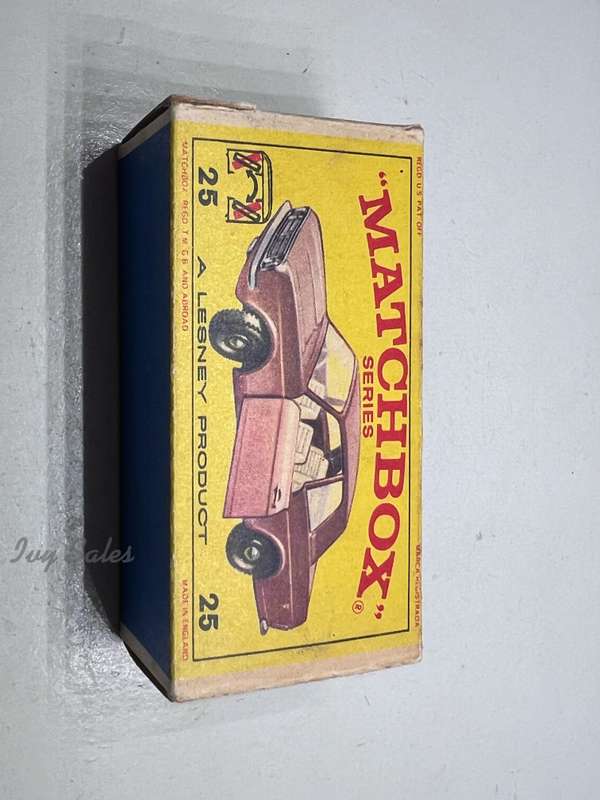 REGD. U.S. PAT. OFF.
MARCA REGISTRADA
"MATCHBOX"®
SERIES
25
A LESNEY PRODUCT
25
"MATCHBOX" REGD. T.M. G.B. AND ABROAD
MADE IN ENGLAND
Ivy Sales